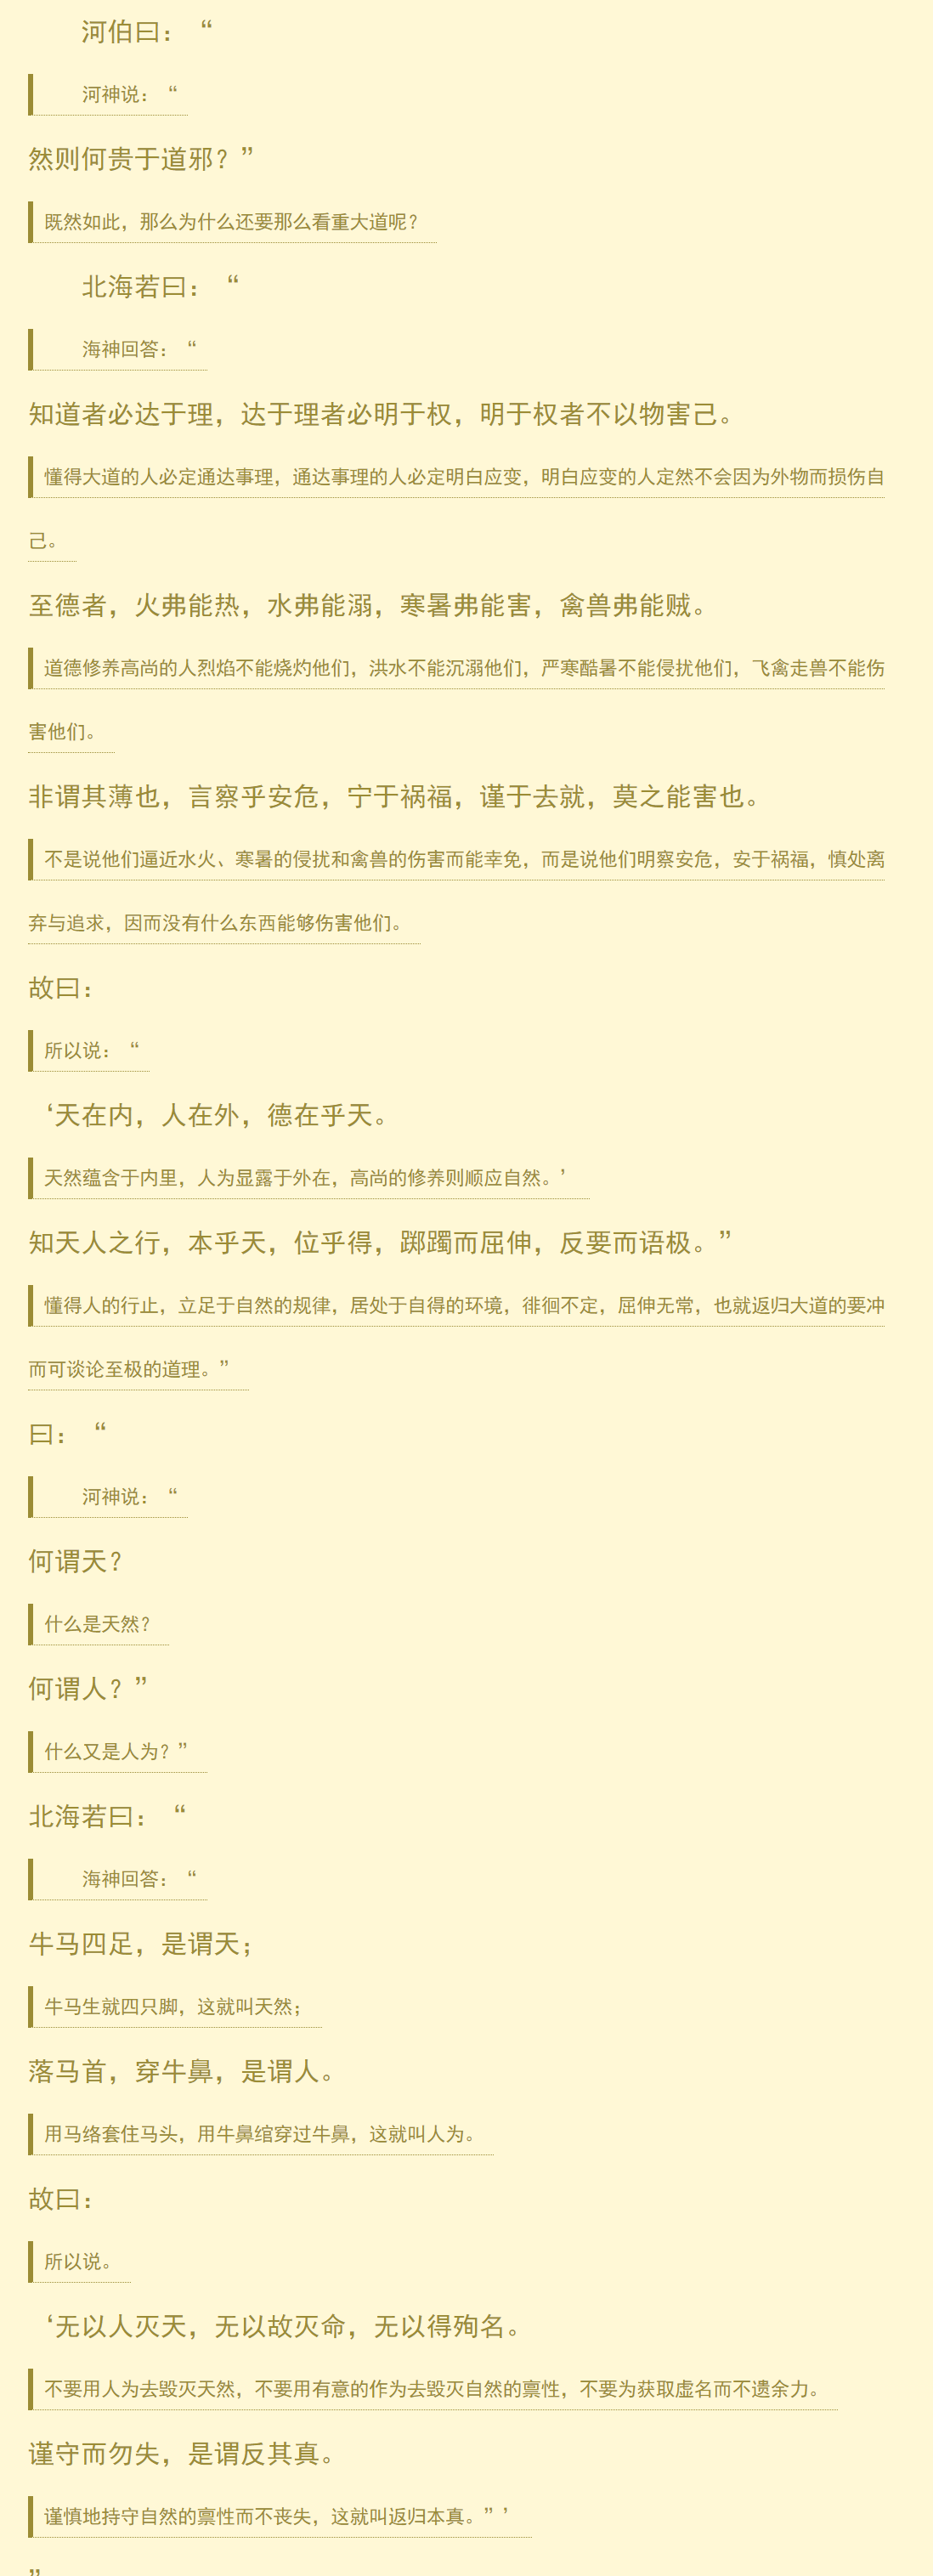 河伯曰：“
河神说：“
然则何贵于道邪？”
既然如此，那么为什么还要那么看重大道呢？
北海若曰：“
海神回答：“
知道者必达于理，达于理者必明于权，明于权者不以物害己。
懂得大道的人必定通达事理，通达事理的人必定明白应变，明白应变的人定然不会因为外物而损伤自
己。
至德者，火弗能热，水弗能溺，寒暑弗能害，禽兽弗能贼。
道德修养高尚的人烈焰不能烧灼他们，洪水不能沉溺他们，严寒酷暑不能侵扰他们，飞禽走兽不能伤
害他们。
非谓其薄也，言察乎安危，宁于祸福，谨于去就，莫之能害也。
不是说他们逼近水火、寒暑的侵扰和禽兽的伤害而能幸免，而是说他们明察安危，安于祸福，慎处离
弃与追求，因而没有什么东西能够伤害他们。
故曰：
所以说：“
‘天在内，人在外，德在乎天。
天然蕴含于内里，人为显露于外在，高尚的修养则顺应自然。’
知天人之行，本乎天，位乎得，踯躅而屈伸，反要而语极。”
懂得人的行止，立足于自然的规律，居处于自得的环境，徘徊不定，屈伸无常，也就返归大道的要冲
而可谈论至极的道理。”
曰：“
河神说：“
何谓天？
什么是天然？
何谓人？”
什么又是人为？”
北海若曰：“
海神回答：“
牛马四足，是谓天；
牛马生就四只脚，这就叫天然；
落马首，穿牛鼻，是谓人。
用马络套住马头，用牛鼻绾穿过牛鼻，这就叫人为。
故曰：
所以说。
‘无以人灭天，无以故灭命，无以得殉名。
不要用人为去毁灭天然，不要用有意的作为去毁灭自然的禀性，不要为获取虚名而不遗余力。
谨守而勿失，是谓反其真。
谨慎地持守自然的禀性而不丧失，这就叫返归本真。”’
”